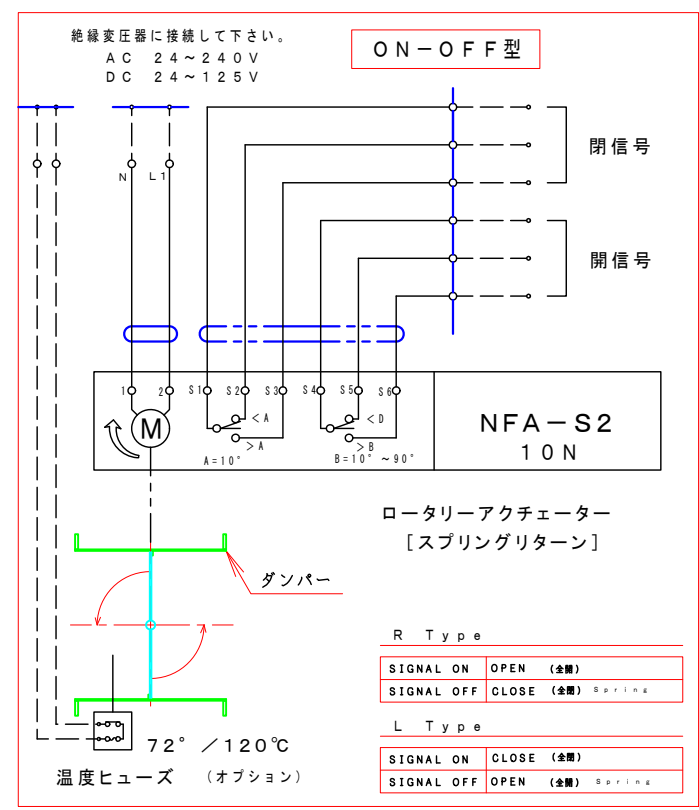 絶縁変圧器に接続して下さい。
AC 24~240V
DC 24~125V
ON-OFF型
閉信号
開信号
N L1
1 2 S1 S2 S3 S4 S5 S6
M
<A
>A
A=10°
<D
>B
B=10°~90°
NFA-S2
10N
ロータリーアクチェーター
[スプリングリターン]
ダンパー
R Type
SIGNAL ON OPEN (全開)
SIGNAL OFF CLOSE (全閉) Spring
L Type
SIGNAL ON CLOSE (全閉)
SIGNAL OFF OPEN (全開) Spring
72° /120℃
温度ヒューズ (オプション)